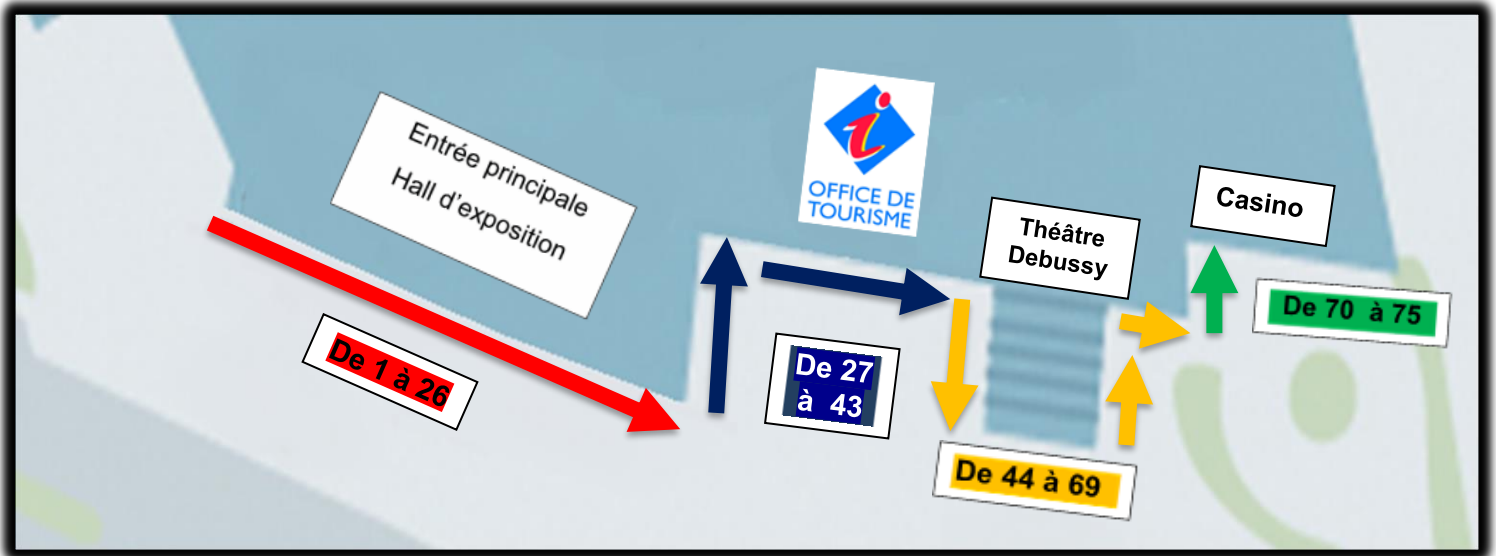 Entrée principale
Hall d'exposition
OFFICE DE
TOURISME
Théâtre
Debussy
Casino
De 1 à 26
De 27
à 43
De 44 à 69
De 70 à 75